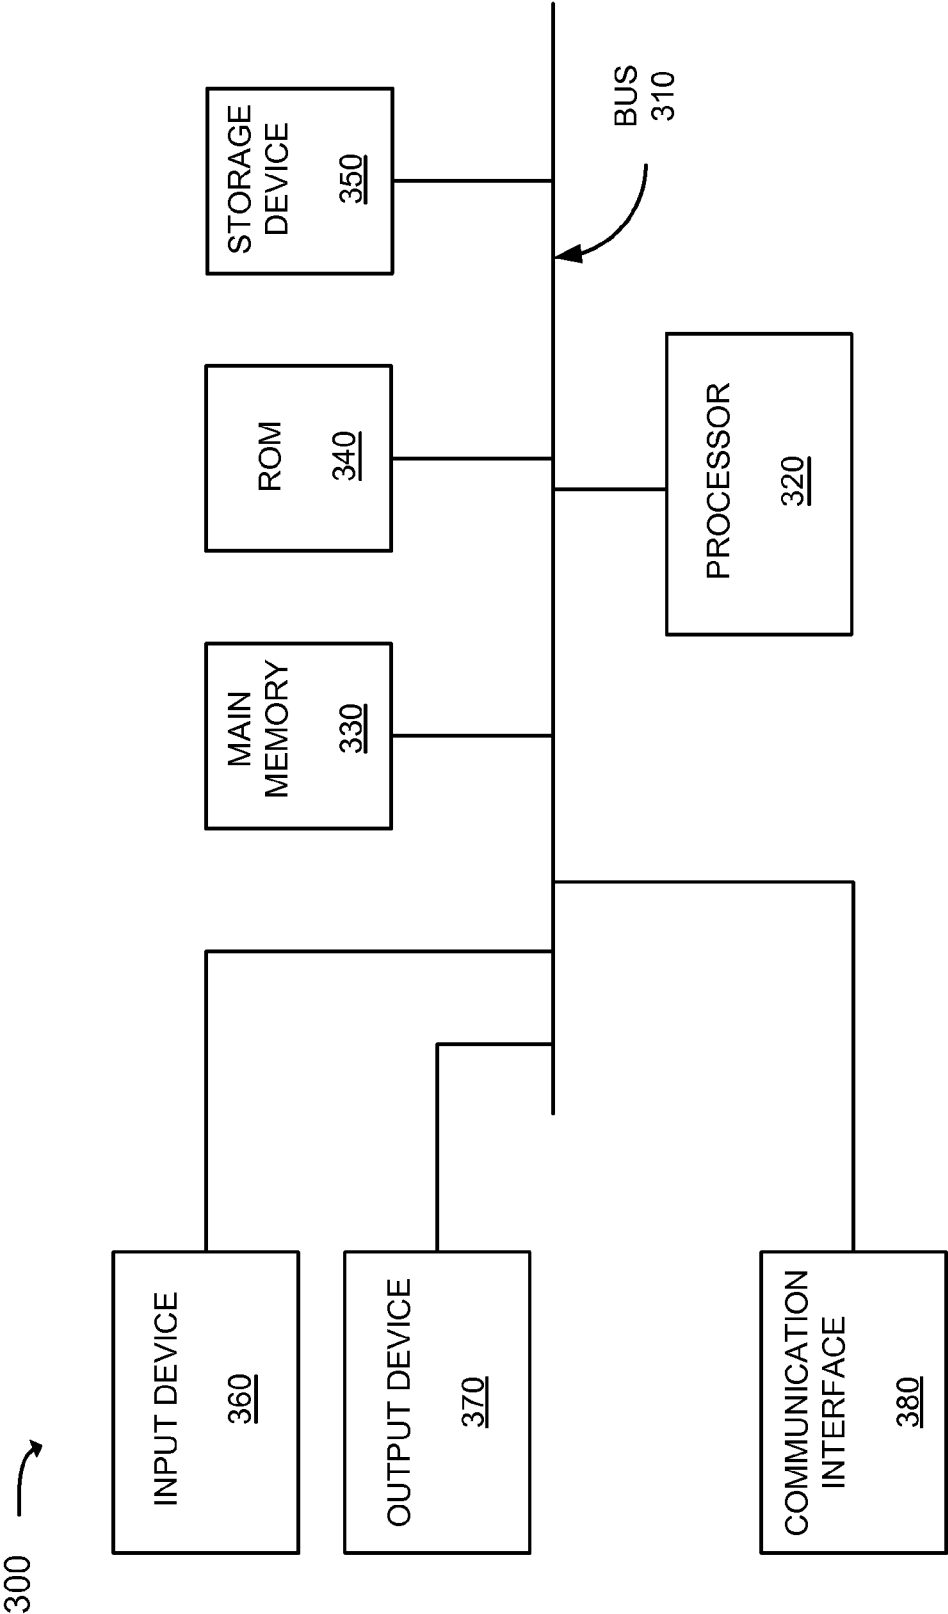 300
INPUT DEVICE
360
OUTPUT DEVICE
370
COMMUNICATION
INTERFACE
380
MAIN
MEMORY
330
ROM
340
STORAGE
DEVICE
350
PROCESSOR
320
BUS
310